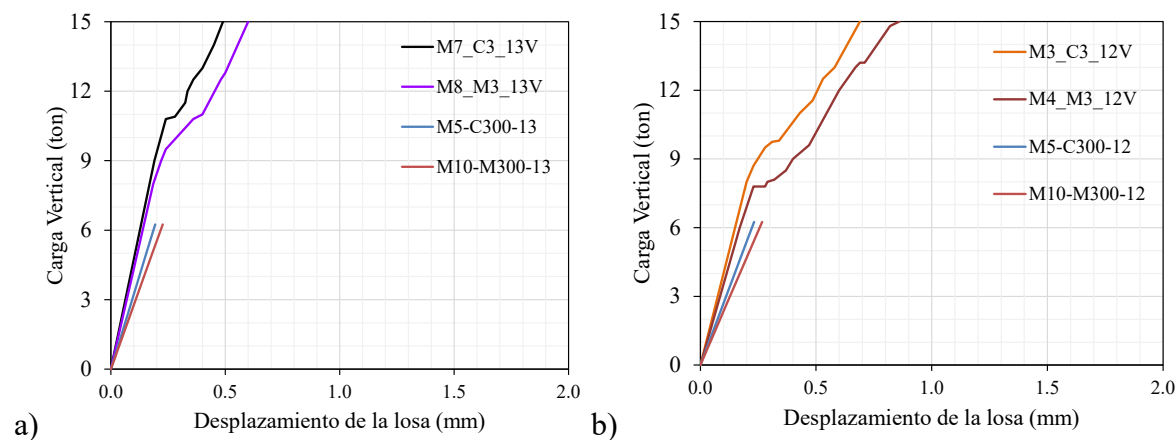 15
12
9
6
3
0
Carga Vertical (ton)
M7_C3_13V
M8_M3_13V
M5-C300-13
M10-M300-13
0.0 0.5 1.0 1.5 2.0
Desplazamiento de la losa (mm)
a)
15
12
9
6
3
0
Carga Vertical (ton)
M3_C3_12V
M4_M3_12V
M5-C300-12
M10-M300-12
0.0 0.5 1.0 1.5 2.0
Desplazamiento de la losa (mm)
b)